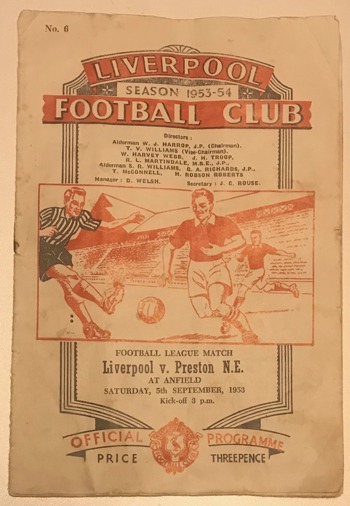 No. 6
LIVERPOOL
SEASON 1953-54
FOOTBALL CLUB
Directors :
Alderman W. J. HARROP, J.P. (Chairman).
T. V. WILLIAMS (Vice-Chairman).
W. HARVEY WEBB, J. H. TROOP,
R. L. MARTINDALE, M.B.E., J.P.,
Alderman S. R. WILLIAMS, G. A. RICHARDS, J.P.,
T. McCONNELL, H. ROBSON ROBERTS
Manager : D. WELSH. Secretary : J. C. ROUSE.
FOOTBALL LEAGUE MATCH
Liverpool v. Preston N.E.
AT ANFIELD
SATURDAY, 5th SEPTEMBER, 1953
Kick-off 3 p.m.
OFFICIAL PROGRAMME
PRICE THREEPENCE